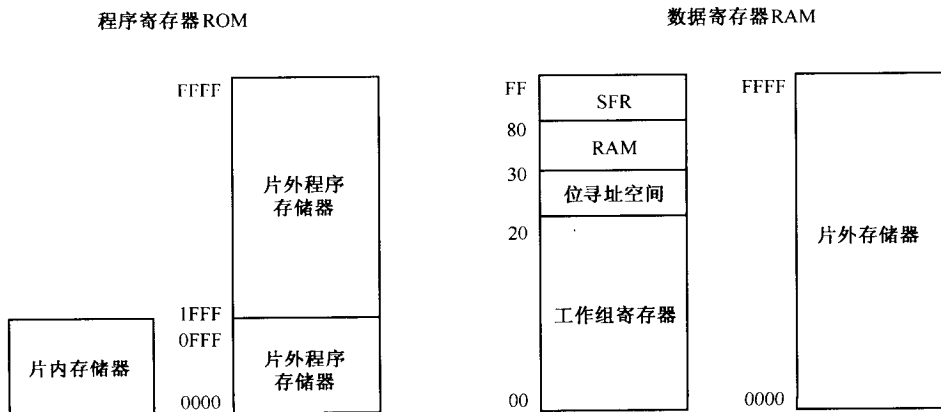 程序寄存器ROM
数据寄存器RAM
FFFF
片外程序
存储器
1FFF
0FFF
片内存储器
片外程序
存储器
0000
FF
SFR
80
RAM
30
位寻址空间
20
工作组寄存器
00
FFFF
片外存储器
0000